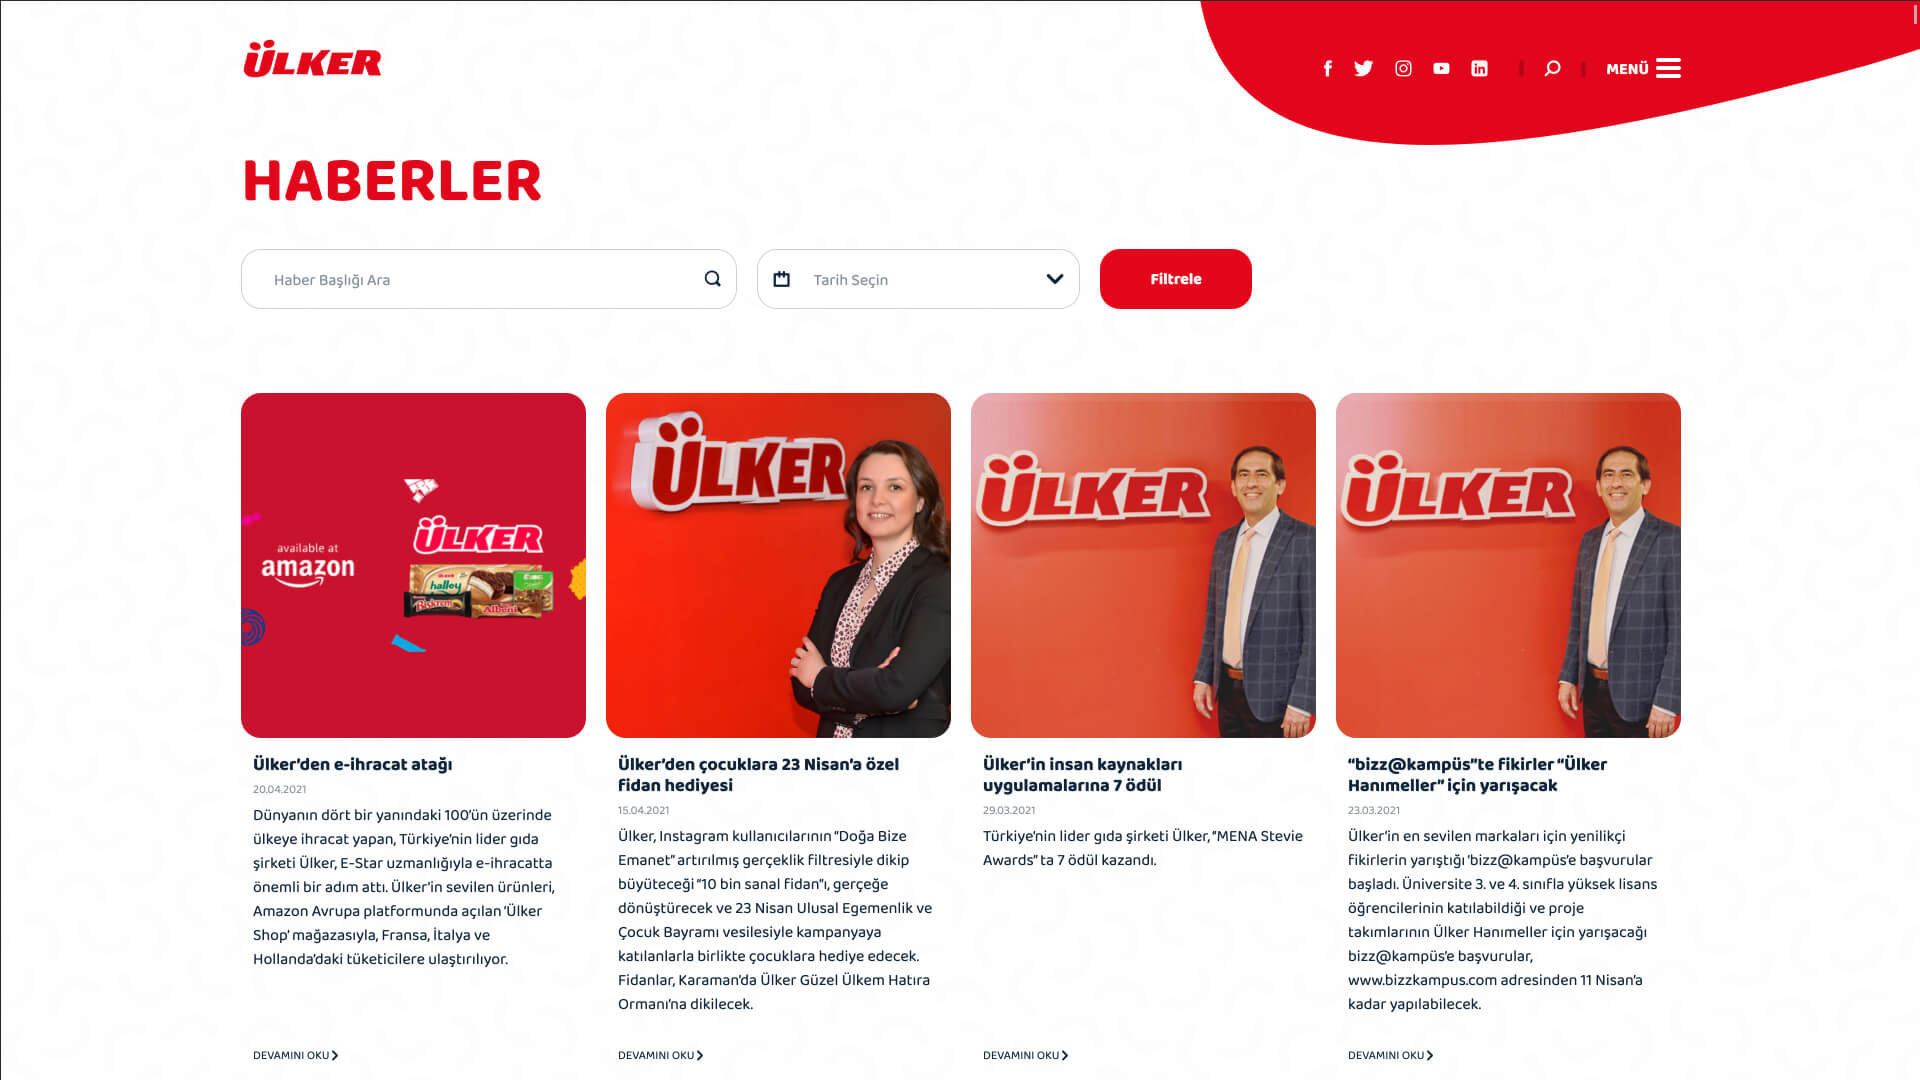 ÜLKER
MENÜ
HABERLER
Haber Başlığı Ara
Tarih Seçin
Filtrele
available at
amazon
ÜLKER
halley
Albeni
ÜLKER
ÜLKER
ÜLKER
Ülker’den e-ihracat atağı
20.04.2021
Dünyanın dört bir yanındaki 100’ün üzerinde
ülkeye ihracat yapan, Türkiye’nin lider gıda
şirketi Ülker, E-Star uzmanlığıyla e-ihracatta
önemli bir adım attı. Ülker’in sevilen ürünleri,
Amazon Avrupa platformunda açılan ‘Ülker
Shop’ mağazasıyla, Fransa, İtalya ve
Hollanda’daki tüketicilere ulaştırılıyor.
DEVAMINI OKU
Ülker’den çocuklara 23 Nisan’a özel
fidan hediyesi
15.04.2021
Ülker, Instagram kullanıcılarının “Doğa Bize
Emanet” artırılmış gerçeklik filtresiyle dikip
büyüteceği “10 bin sanal fidan”ı, gerçeğe
dönüştürecek ve 23 Nisan Ulusal Egemenlik ve
Çocuk Bayramı vesilesiyle kampanyaya
katılanlarla birlikte çocuklara hediye edecek.
Fidanlar, Karaman’da Ülker Güzel Ülkem Hatıra
Ormanı’na dikilecek.
DEVAMINI OKU
Ülker’in insan kaynakları
uygulamalarına 7 ödül
29.03.2021
Türkiye’nin lider gıda şirketi Ülker, “MENA Stevie
Awards” ta 7 ödül kazandı.
DEVAMINI OKU
“bizz@kampüs”te fikirler “Ülker
Hanımeller” için yarışacak
23.03.2021
Ülker’in en sevilen markaları için yenilikçi
fikirlerin yarıştığı ‘bizz@kampüs’e başvurular
başladı. Üniversite 3. ve 4. sınıfla yüksek lisans
öğrencilerinin katılabildiği ve proje
takımlarının Ülker Hanımeller için yarışacağı
bizz@kampüs’e başvurular,
www.bizzkampus.com adresinden 11 Nisan’a
kadar yapılabilecek.
DEVAMINI OKU